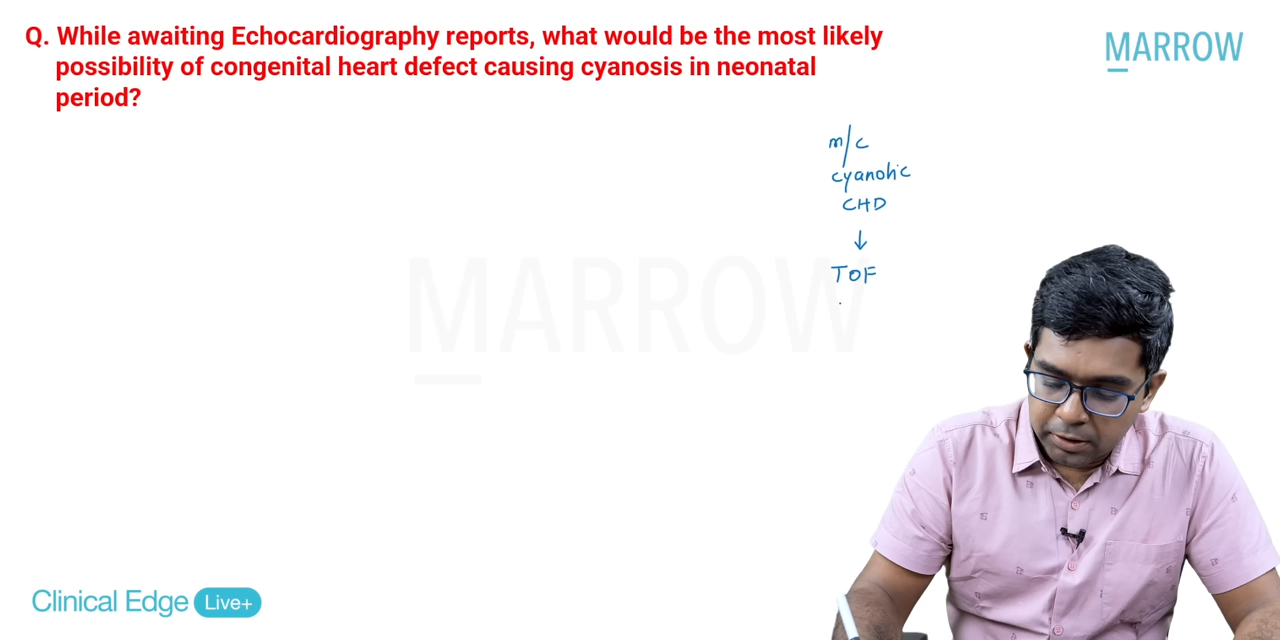 Q. While awaiting Echocardiography reports, what would be the most likely
possibility of congenital heart defect causing cyanosis in neonatal
period?
MARROW
m/c
cyanotic
CHD
↓
TOF
MARROW
Clinical Edge Live+